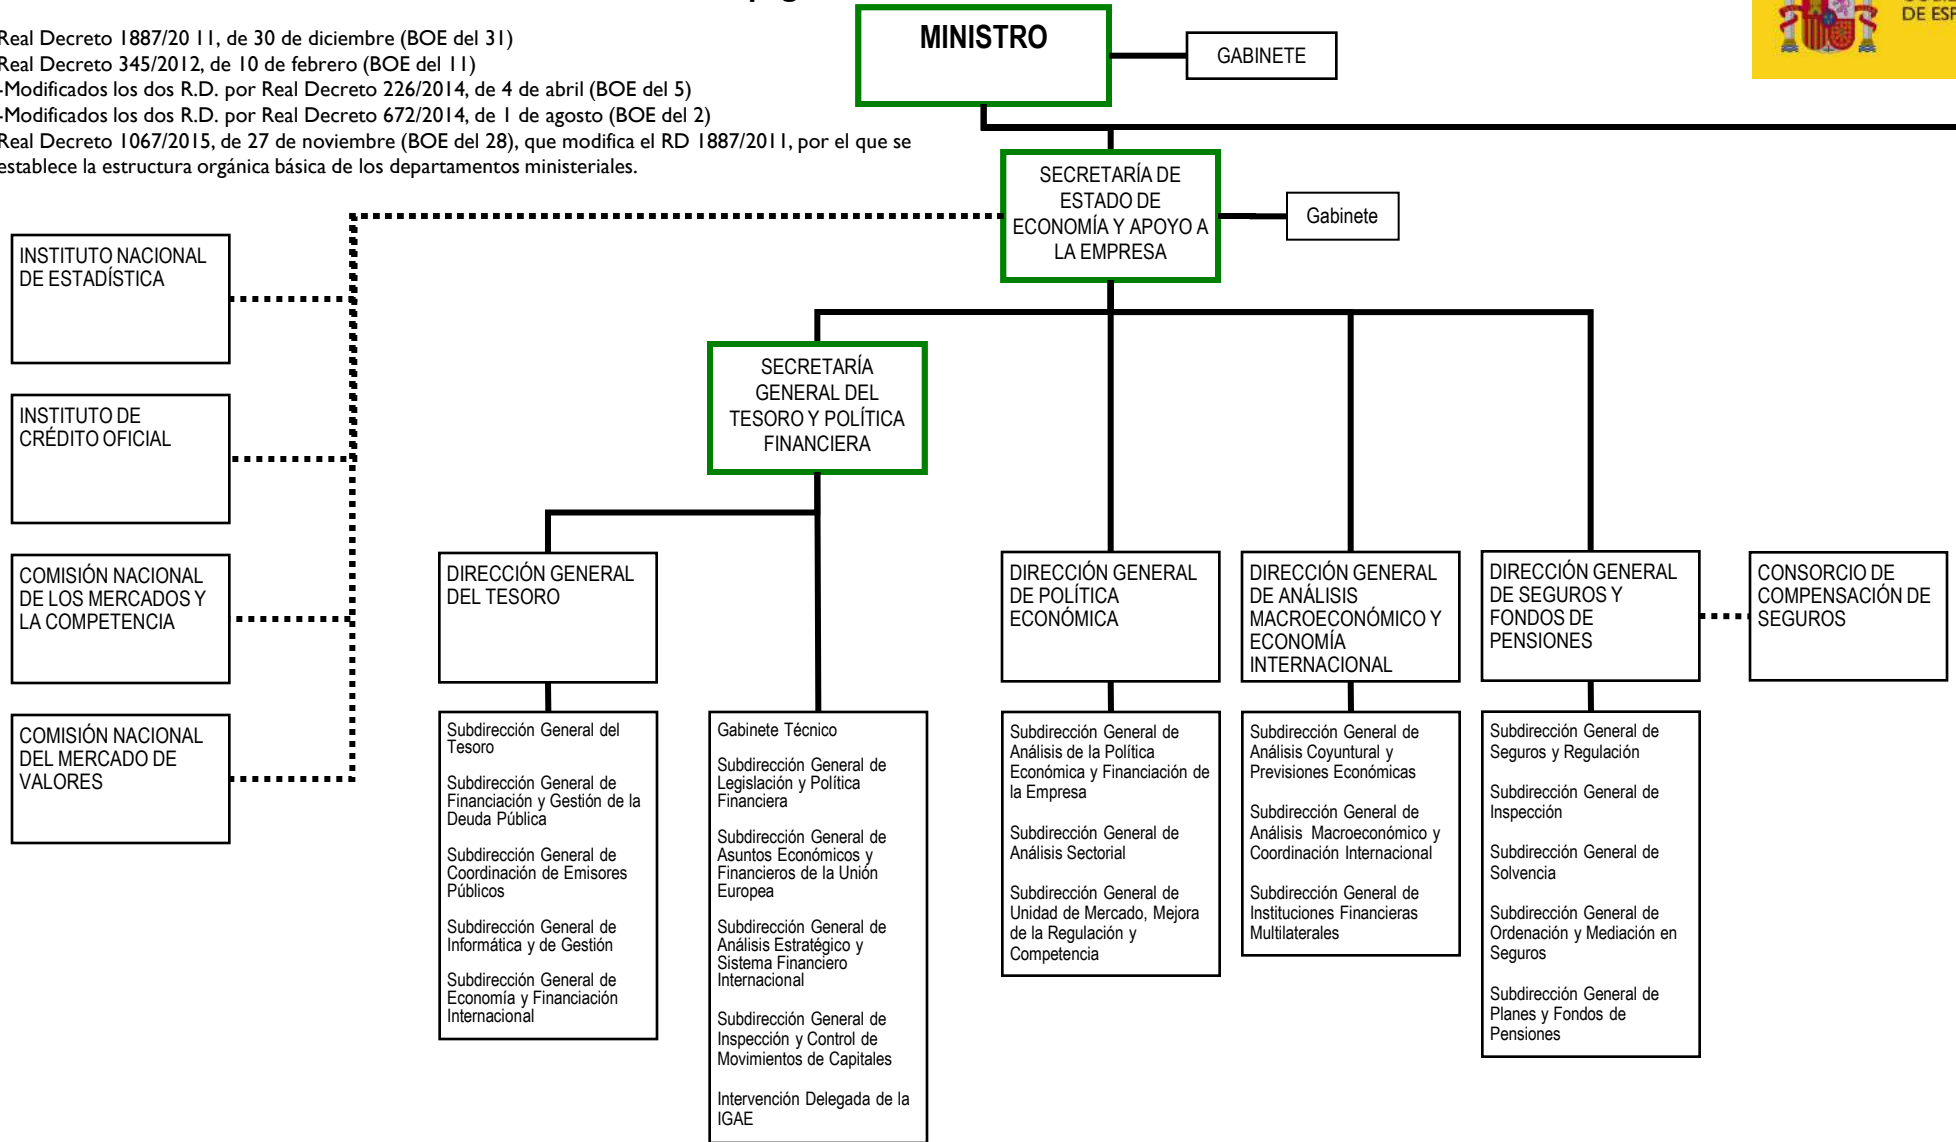 Real Decreto 1887/20 11, de 30 de diciembre (BOE del 31)
Real Decreto 345/2012, de 10 de febrero (BOE del 11)
-Modificados los dos R.D. por Real Decreto 226/2014, de 4 de abril (BOE del 5)
-Modificados los dos R.D. por Real Decreto 672/2014, de 1 de agosto (BOE del 2)
Real Decreto 1067/2015, de 27 de noviembre (BOE del 28), que modifica el RD 1887/2011, por el que se
establece la estructura orgánica básica de los departamentos ministeriales.
MINISTRO
GABINETE
DE ESP
SECRETARÍA DE
ESTADO DE
ECONOMÍA Y APOYO A
LA EMPRESA
Gabinete
INSTITUTO NACIONAL
DE ESTADÍSTICA
INSTITUTO DE
CRÉDITO OFICIAL
COMISIÓN NACIONAL
DE LOS MERCADOS Y
LA COMPETENCIA
COMISIÓN NACIONAL
DEL MERCADO DE
VALORES
SECRETARÍA
GENERAL DEL
TESORO Y POLÍTICA
FINANCIERA
DIRECCIÓN GENERAL
DEL TESORO
DIRECCIÓN GENERAL
DE POLÍTICA
ECONÓMICA
DIRECCIÓN GENERAL
DE ANÁLISIS
MACROECONÓMICO Y
ECONOMÍA
INTERNACIONAL
DIRECCIÓN GENERAL
DE SEGUROS Y
FONDOS DE
PENSIONES
CONSORCIO DE
COMPENSACIÓN DE
SEGUROS
Subdirección General del
Tesoro
Subdirección General de
Financiación y Gestión de la
Deuda Pública
Subdirección General de
Coordinación de Emisores
Públicos
Subdirección General de
Informática y de Gestión
Subdirección General de
Economía y Financiación
Internacional
Gabinete Técnico
Subdirección General de
Legislación y Política
Financiera
Subdirección General de
Asuntos Económicos y
Financieros de la Unión
Europea
Subdirección General de
Análisis Estratégico y
Sistema Financiero
Internacional
Subdirección General de
Inspección y Control de
Movimientos de Capitales
Intervención Delegada de la
IGAE
Subdirección General de
Análisis de la Política
Económica y Financiación de
la Empresa
Subdirección General de
Análisis Sectorial
Subdirección General de
Unidad de Mercado, Mejora
de la Regulación y
Competencia
Subdirección General de
Análisis Coyuntural y
Previsiones Económicas
Subdirección General de
Análisis Macroeconómico y
Coordinación Internacional
Subdirección General de
Instituciones Financieras
Multilaterales
Subdirección General de
Seguros y Regulación
Subdirección General de
Inspección
Subdirección General de
Solvencia
Subdirección General de
Ordenación y Mediación en
Seguros
Subdirección General de
Planes y Fondos de
Pensiones